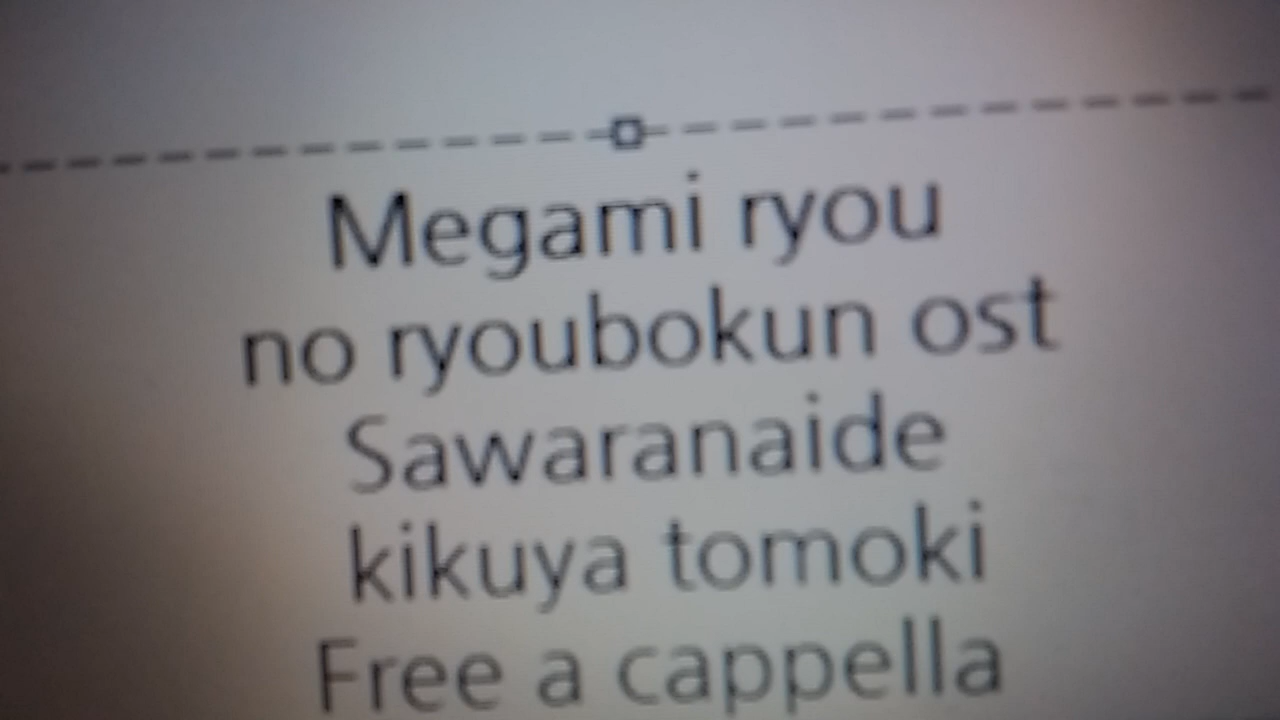 Megami ryou
no ryoubokun ost
Sawaranaide
kikuya tomoki
Free a cappella